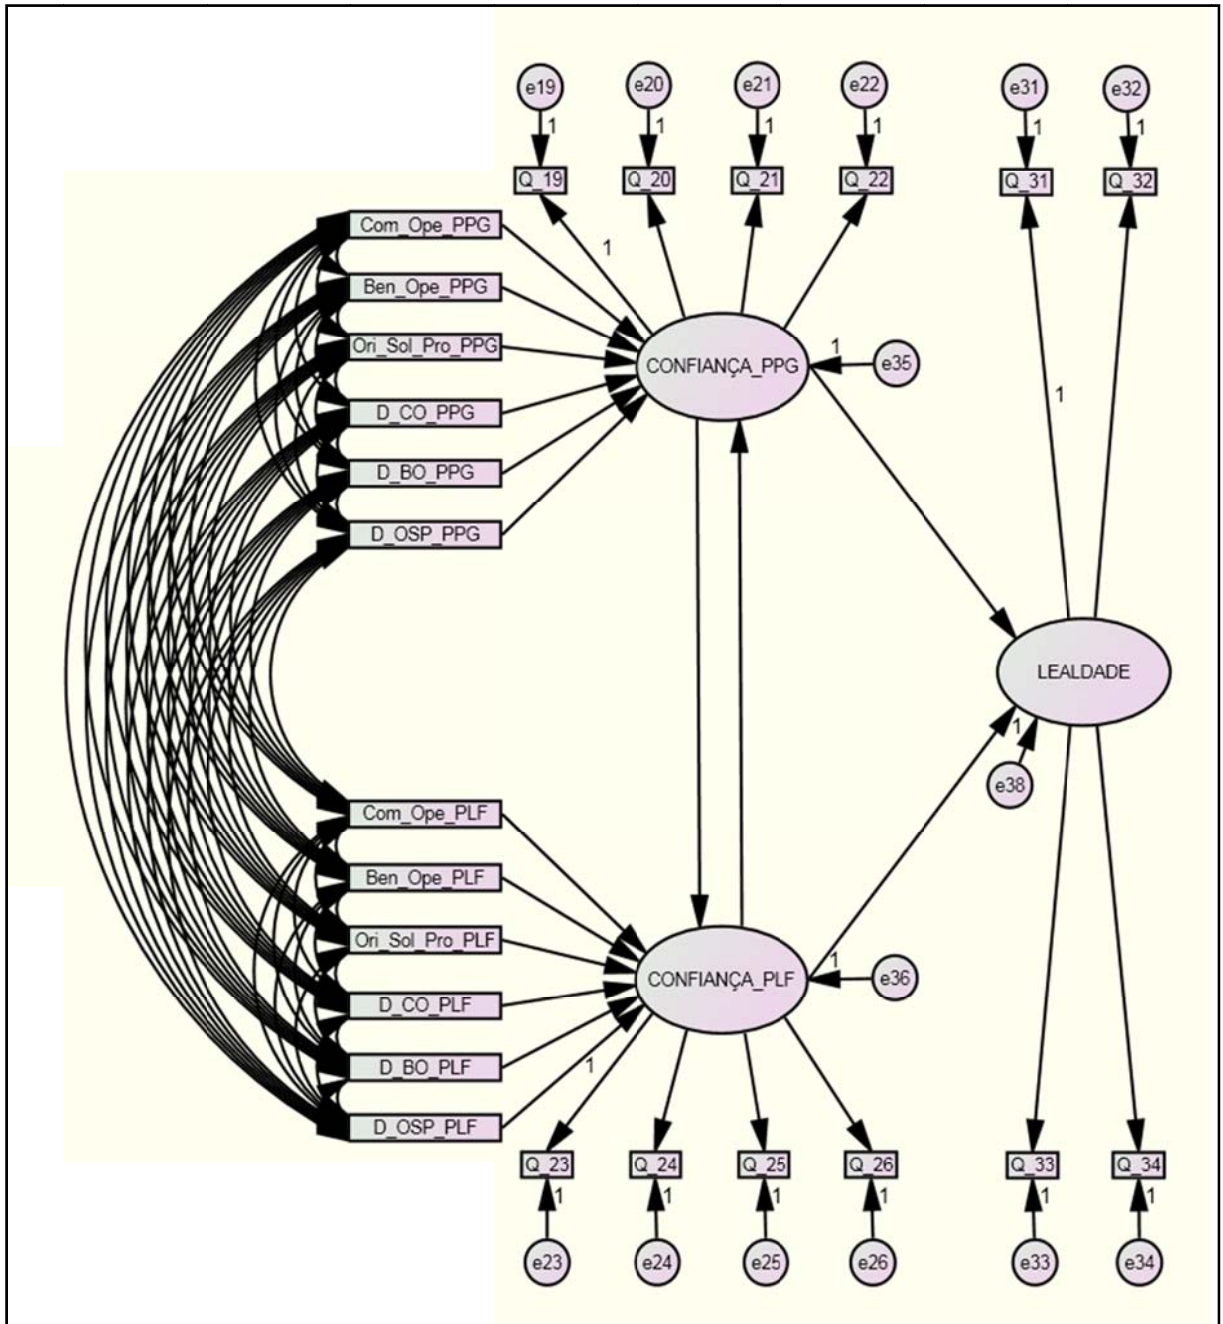 e19 e20 e21 e22 e31 e32
1 1 1 1 1 1
Q_19 Q_20 Q_21 Q_22 Q_31 Q_32
Com_Ope_PPG
1
Ben_Ope_PPG
Ori_Sol_Pro_PPG
CONFIANÇA_PPG 1 e35
1
D_CO_PPG
D_BO_PPG
D_OSP_PPG
LEALDADE
1
e38
Com_Ope_PLF
Ben_Ope_PLF
Ori_Sol_Pro_PLF
CONFIANÇA_PLF 1 e36
D_CO_PLF
D_BO_PLF 1
D_OSP_PLF
Q_23 Q_24 Q_25 Q_26 Q_33 Q_34
1 1 1 1 1 1
e23 e24 e25 e26 e33 e34